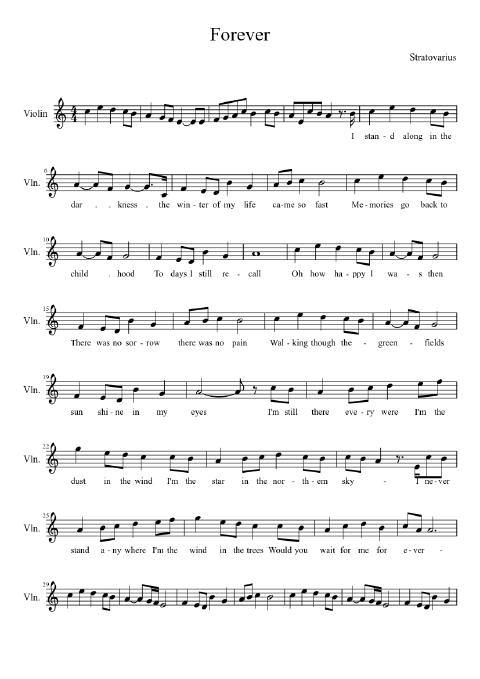 Forever
Stratovarius
Violin
I stan - d along in the
6
Vln.
dar . . kness . the win - ter of my life ca-me so fast Me - mories go back to
10
Vln.
child . hood To days I still re - call Oh how ha - ppy I wa - s then
15
Vln.
There was no sor - row there was no pain Wal - king though the - green - fields
19
Vln.
sun shi - ne in my eyes I'm still there eve - ry were I'm the
22
Vln.
dust in the wind I'm the star in the nor - th - em sky - I ne - ver
25
Vln.
stand a - ny where I'm the wind in the trees Would you wait for me for e - ver -
29
Vln.